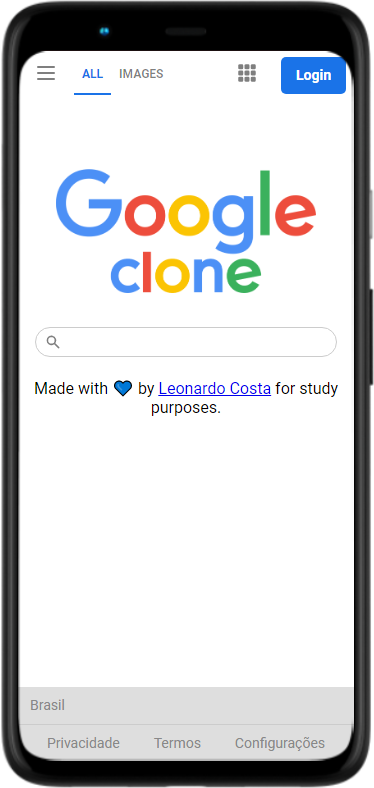 ALL IMAGES Login
Google
clone
Made with 💙 by Leonardo Costa for study
purposes.
Brasil
Privacidade Termos Configurações